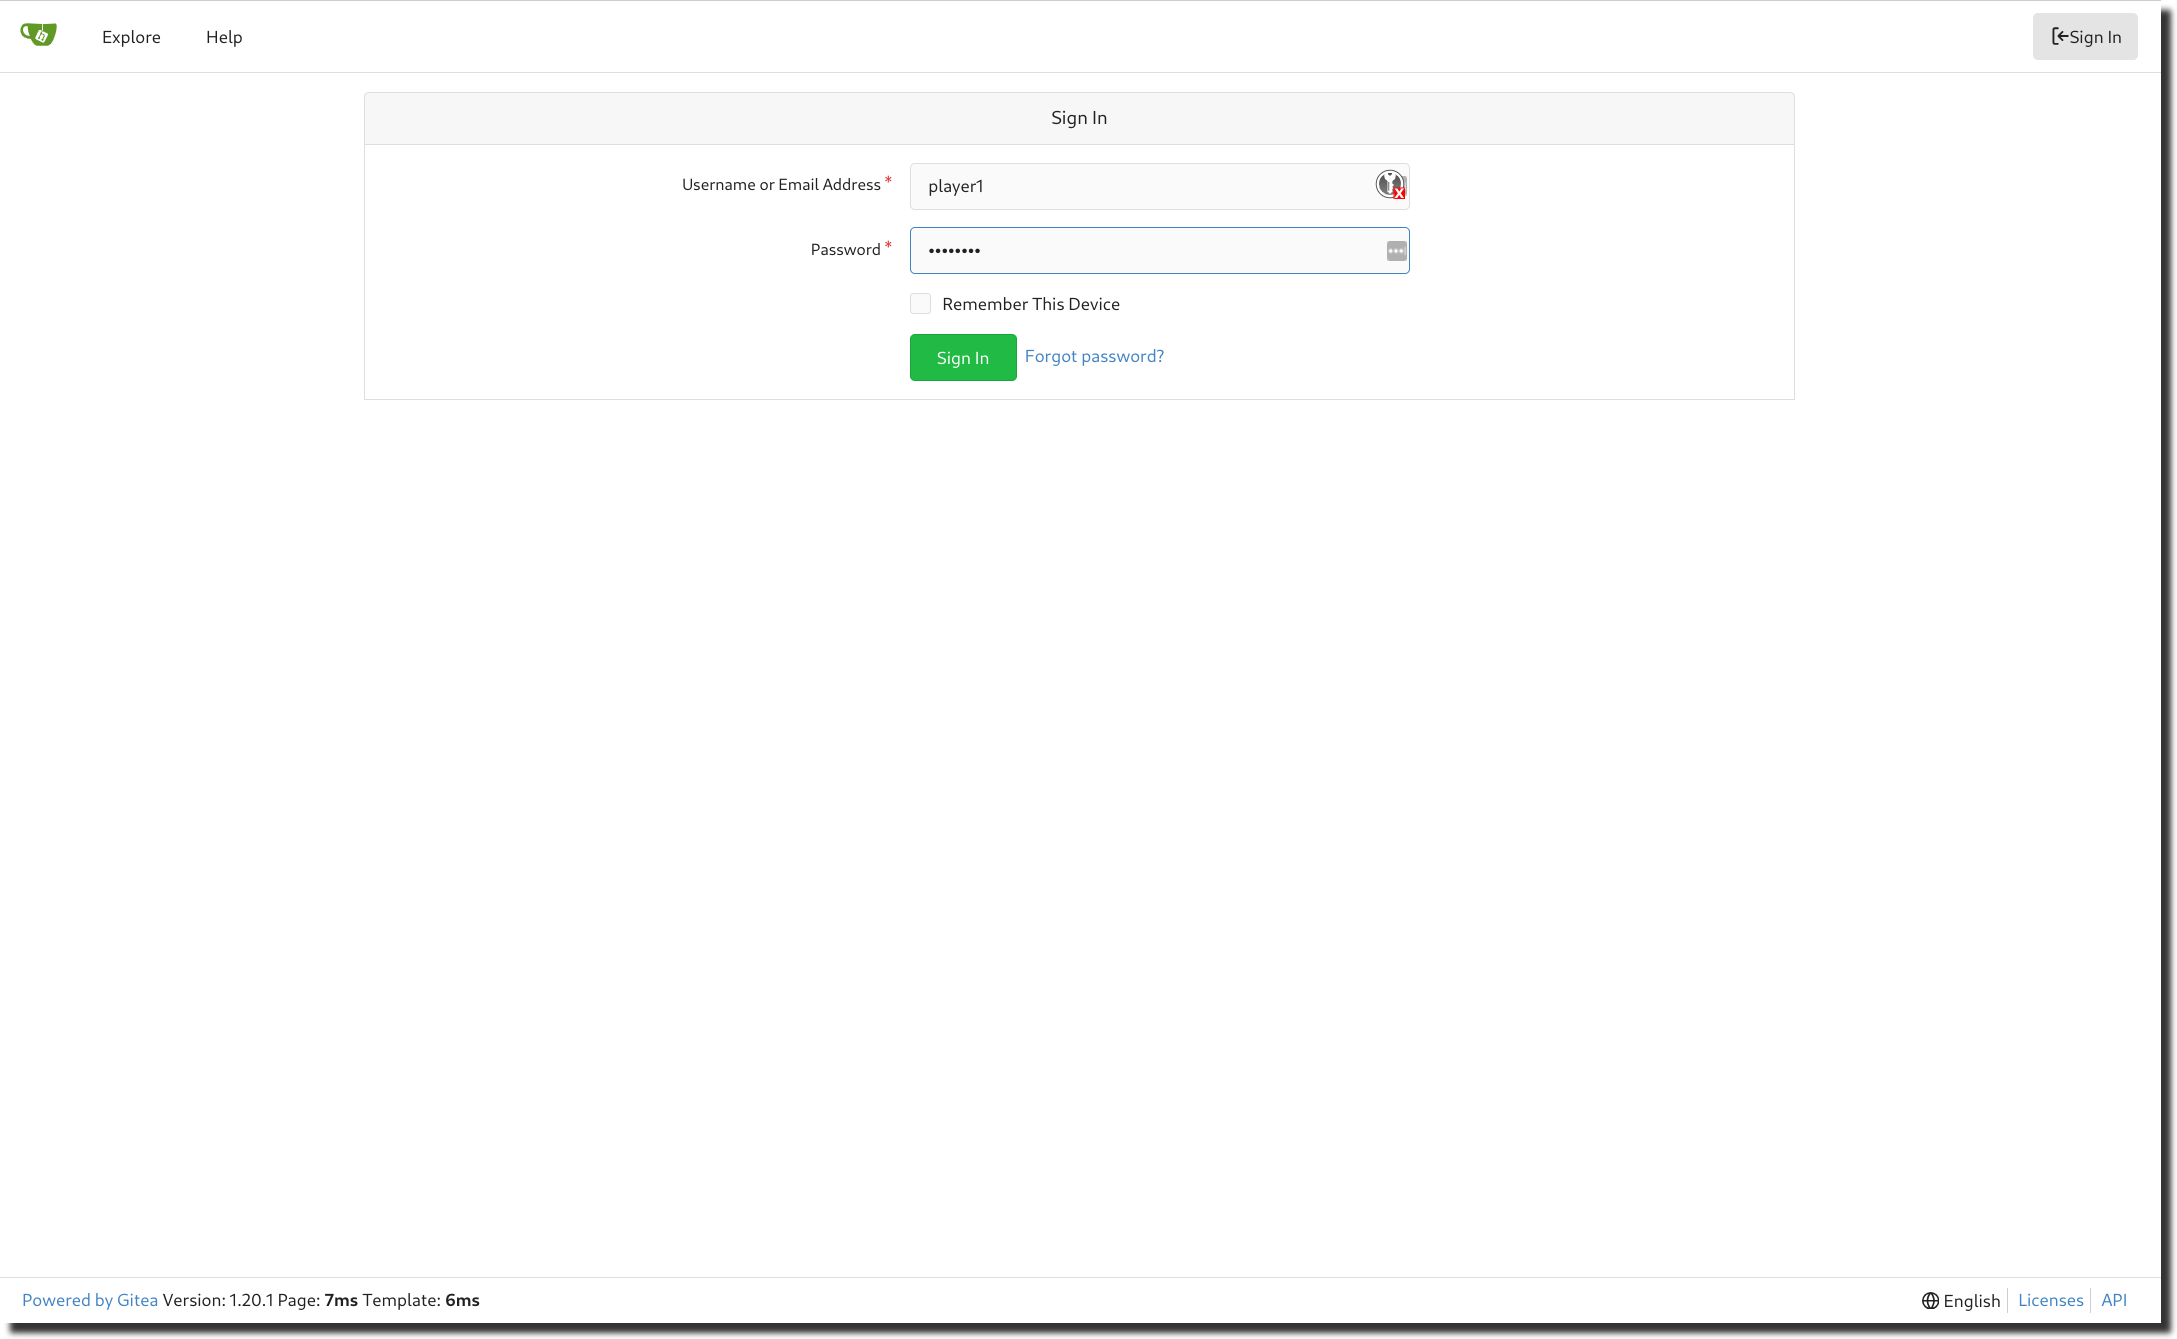 Explore Help Sign In
Sign In
Username or Email Address *
player1
Password *
••••••••
Remember This Device
Sign In Forgot password?
Powered by Gitea Version: 1.20.1 Page: 7ms Template: 6ms English Licenses API